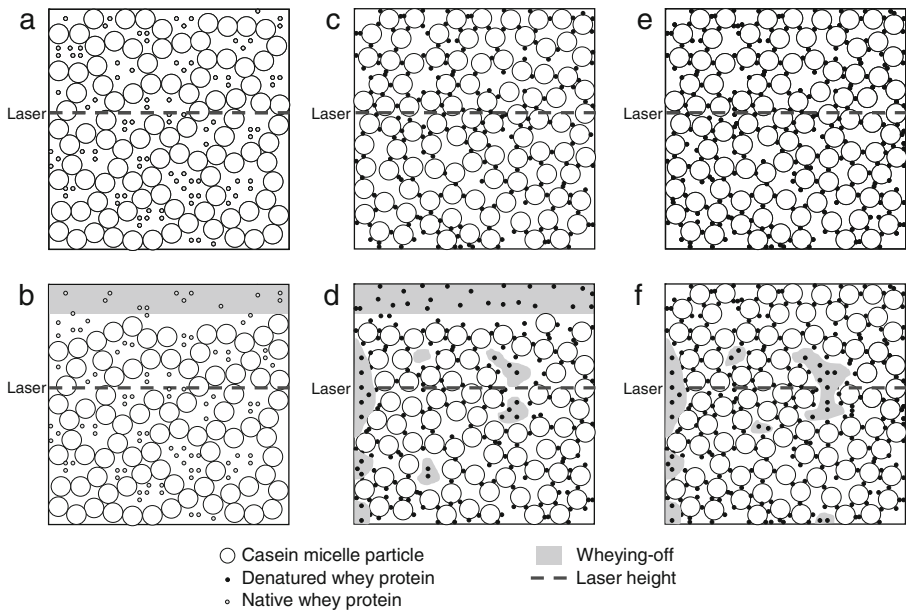 a
c
e
Laser
Laser
Laser
b
d
f
Laser
Laser
Laser
Casein micelle particle
Denatured whey protein
Native whey protein
Wheying-off
Laser height